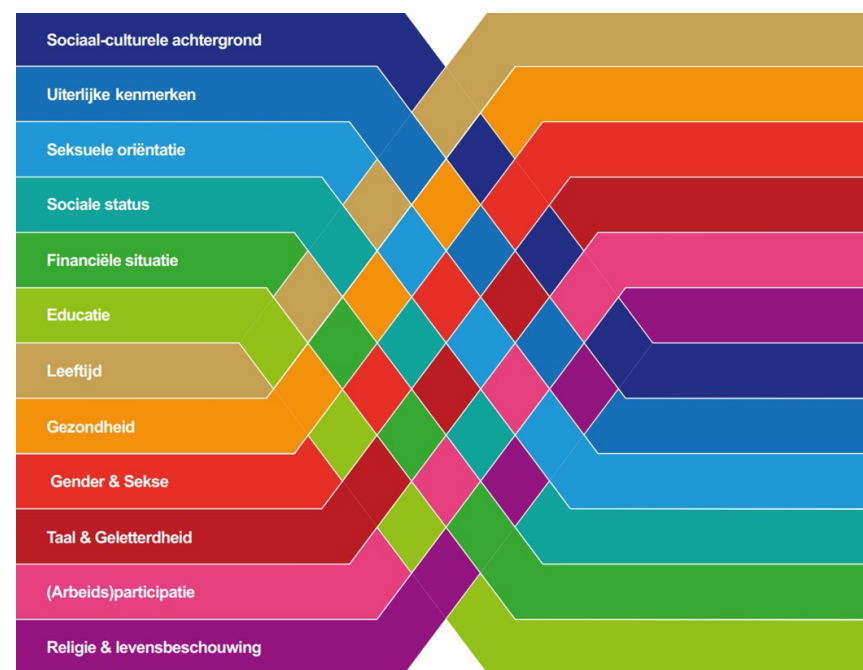 Sociaal-culturele achtergrond
Uiterlijke kenmerken
Seksuele oriëntatie
Sociale status
Financiële situatie
Educatie
Leeftijd
Gezondheid
Gender & Sekse
Taal & Geletterdheid
(Arbeids)participatie
Religie & levensbeschouwing